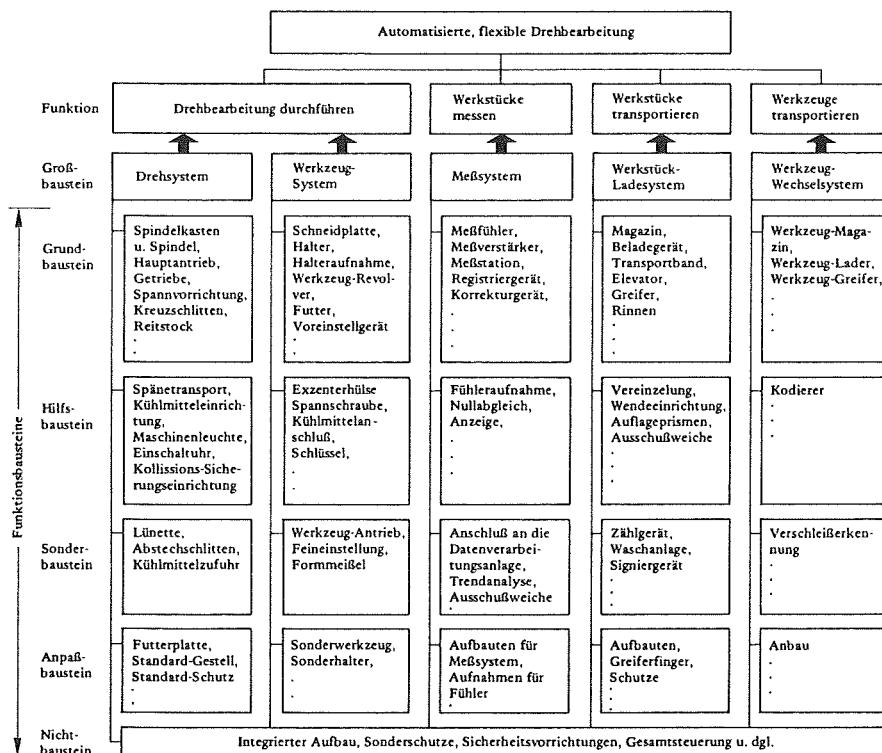 Automatisierte, flexible Drehbearbeitung
Funktion
Drehbearbeitung durchführen
Werkstücke
messen
Werkstücke
transportieren
Werkzeuge
transportieren
Groß-
baustein
Drehsystem
Werkzeug-
System
Meßsystem
Werkstück-
Ladesystem
Werkzeug-
Wechselsystem
Funktionsbausteine
Grund-
baustein
Spindelkasten
u. Spindel,
Hauptantrieb,
Getriebe,
Spannvorrichtung,
Kreuzschlitten,
Reitstock
.
.
Schneidplatte,
Halter,
Halteraufnahme,
Werkzeug-Revol-
ver,
Futter,
Voreinstellgerät
.
.
Meßfühler,
Meßverstärker,
Meßstation,
Registriergerät,
Korrekturgerät,
.
.
.
Magazin,
Beladegerät,
Transportband,
Elevator,
Greifer,
Rinnen
.
.
.
Werkzeug-Maga-
zin,
Werkzeug-Lader,
Werkzeug-Greifer,
.
.
.
Hilfs-
baustein
Spänetransport,
Kühlmitteleinrich-
tung,
Maschinenleuchte,
Einschaltuhr,
Kollissions-Siche-
rungseinrichtung
Exzenterhülse
Spannschraube,
Kühlmittelan-
schluß,
Schlüssel,
.
.
Fühleraufnahme,
Nullabgleich,
Anzeige,
.
.
.
Vereinzelung,
Wendeeinrichtung,
Auflageprismen,
Ausschußweiche
.
.
.
Kodierer
.
.
.
Sonder-
baustein
Lünette,
Abstechschlitten,
Kühlmittelzufuhr
Werkzeug-Antrieb,
Feineinstellung,
Formmeißel
Anschluß an die
Datenverarbei-
tungsanlage,
Trendanalyse,
Ausschußweiche
.
Zählgerät,
Waschanlage,
Signiergerät
.
.
.
Verschleißerken-
nung
.
.
.
Anpaß-
baustein
Futterplatte,
Standard-Gestell,
Standard-Schutz
.
.
Sonderwerkzeug,
Sonderhalter,
.
.
Aufbauten für
Meßsystem,
Aufnahmen für
Fühler
Aufbauten,
Greiferfinger,
Schutze
.
.
.
Anbau
.
.
.
Nicht-
baustein
Integrierter Aufbau, Sonderschutze, Sicherheitsvorrichtungen, Gesamtsteuerung u. dgl.